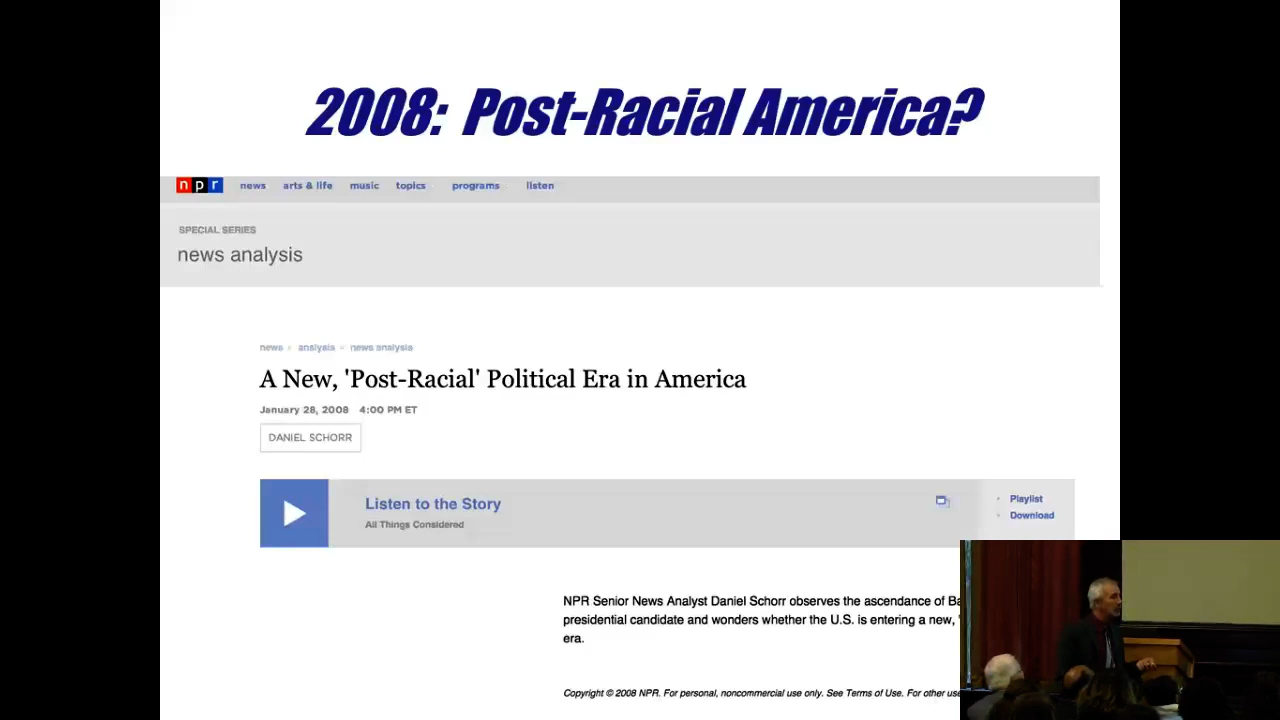 2008: Post-Racial America?
npr news arts & life music topics programs listen
SPECIAL SERIES
news analysis
news analysis news analysis
A New, 'Post-Racial' Political Era in America
January 28, 2008 4:00 PM ET
DANIEL SCHORR
Listen to the Story
All Things Considered
Playlist
Download
NPR Senior News Analyst Daniel Schorr observes the ascendance of
presidential candidate and wonders whether the U.S. is entering a new,
era.
Copyright © 2008 NPR. For personal, noncommercial use only. See Terms of Use. For other